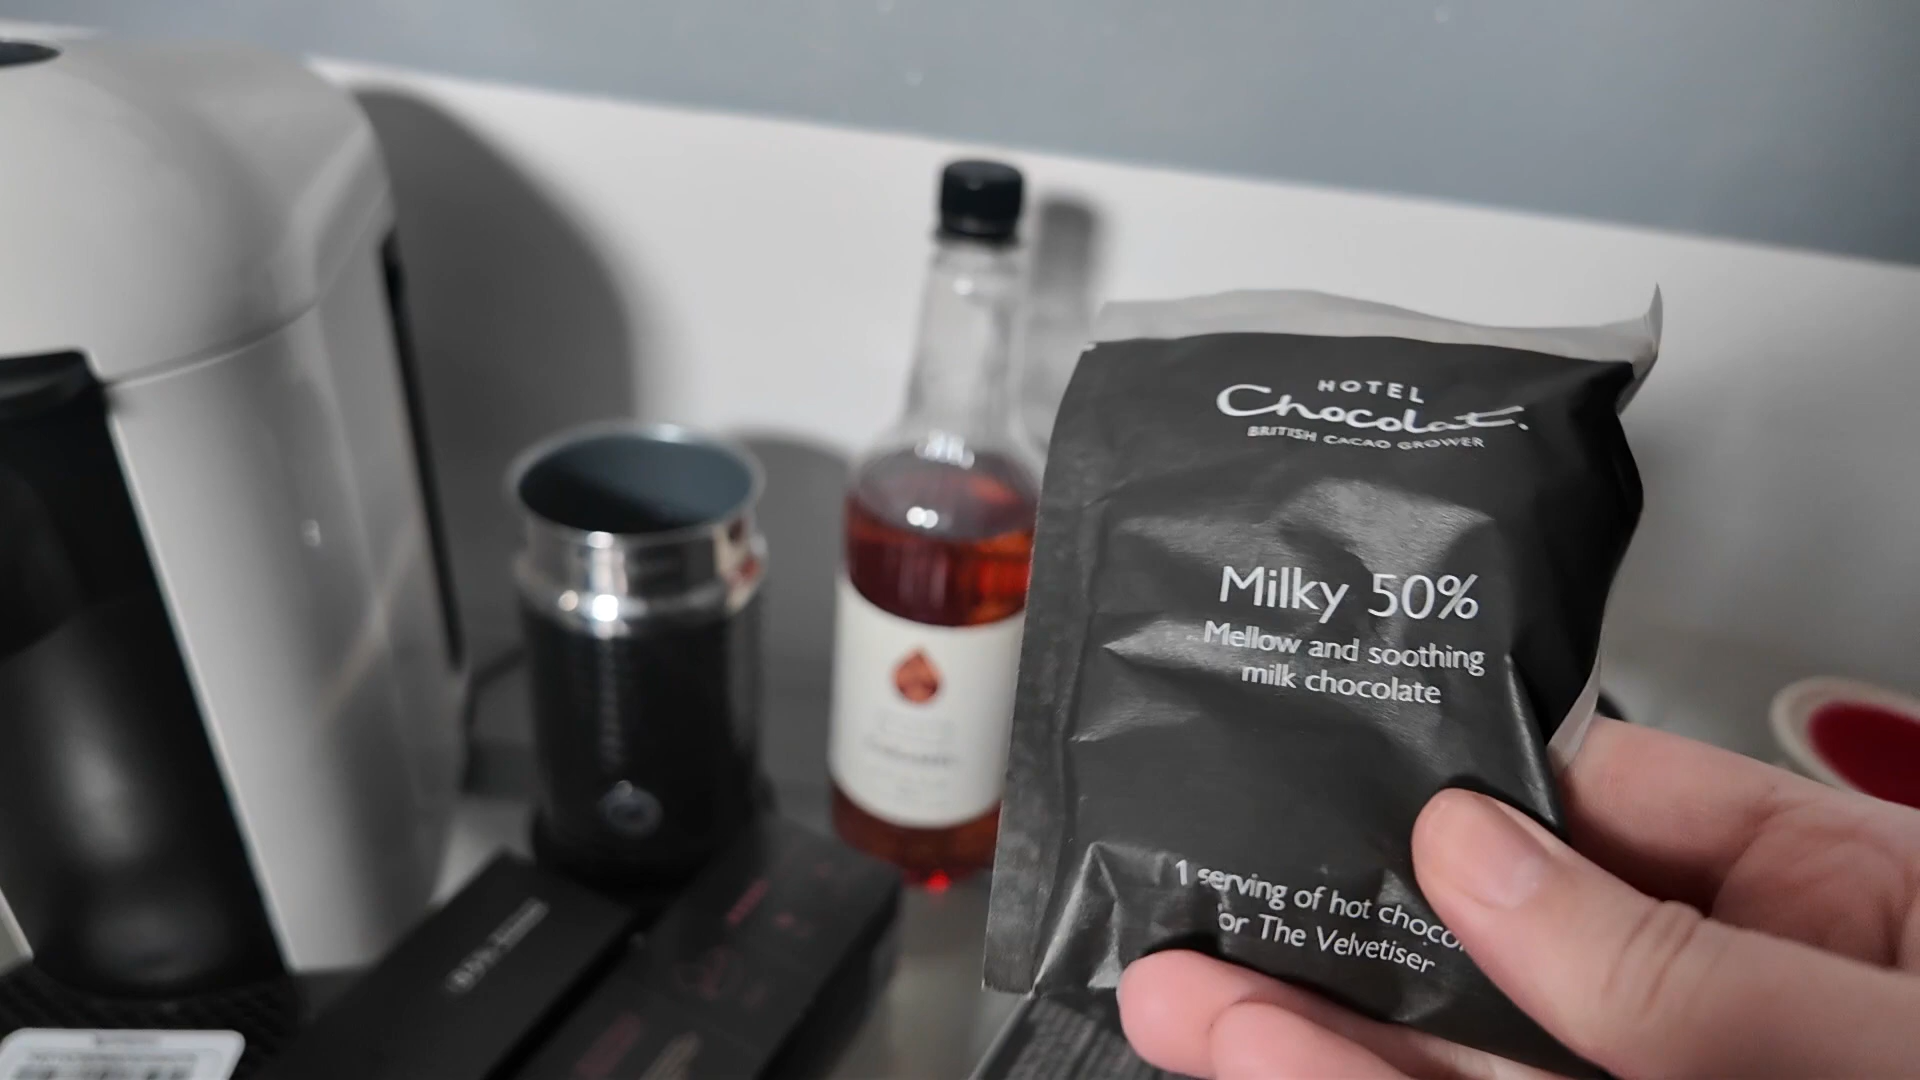 HOTEL
Chocolat.
BRITISH CACAO GROWER
Milky 50%
Mellow and soothing
milk chocolate
1 serving of hot choco
or The Velvetiser